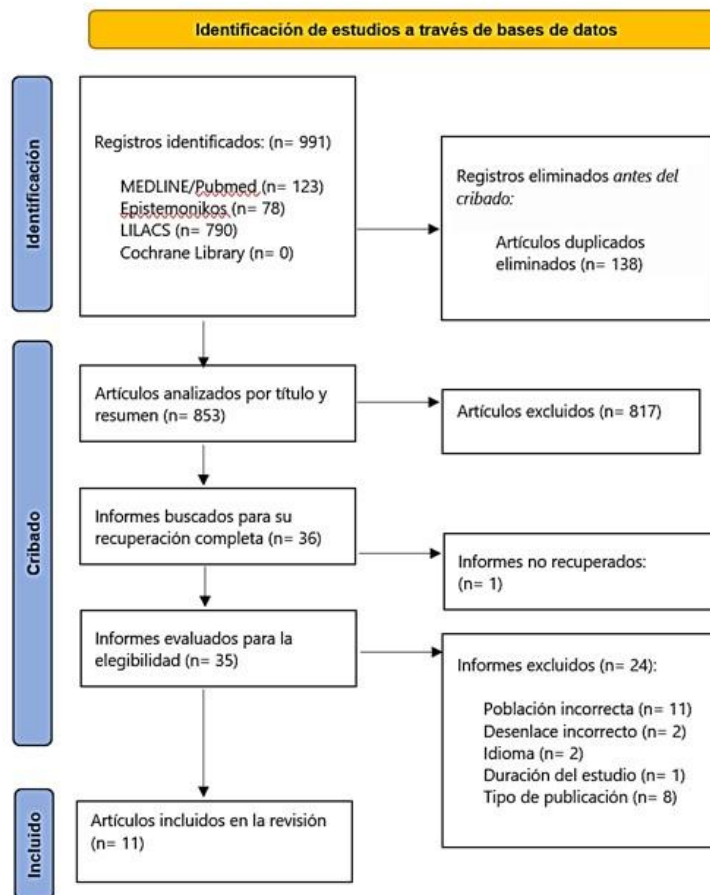 Identificación de estudios a través de bases de datos
Identificación
Registros identificados: (n= 991)
MEDLINE/Pubmed (n= 123)
Epistemonikos (n= 78)
LILACS (n= 790)
Cochrane Library (n= 0)
Registros eliminados antes del
cribado:
Artículos duplicados
eliminados (n= 138)
Cribado
Artículos analizados por título y
resumen (n= 853)
Artículos excluidos (n= 817)
Informes buscados para su
recuperación completa (n= 36)
Informes no recuperados:
(n= 1)
Informes evaluados para la
elegibilidad (n= 35)
Informes excluidos (n= 24):
Población incorrecta (n= 11)
Desenlace incorrecto (n= 2)
Idioma (n= 2)
Duración del estudio (n= 1)
Tipo de publicación (n= 8)
Incluido
Artículos incluidos en la revisión
(n= 11)